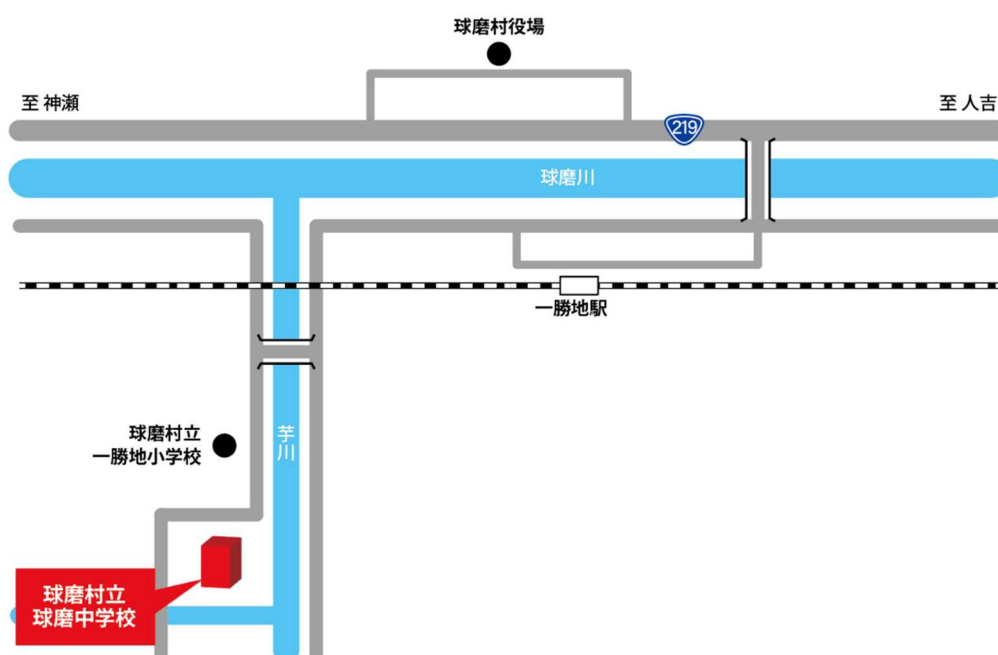 球磨村役場
至 神瀬
至 人吉
219
球磨川
一勝地駅
球磨村立
一勝地小学校
芋川
球磨村立
球磨中学校